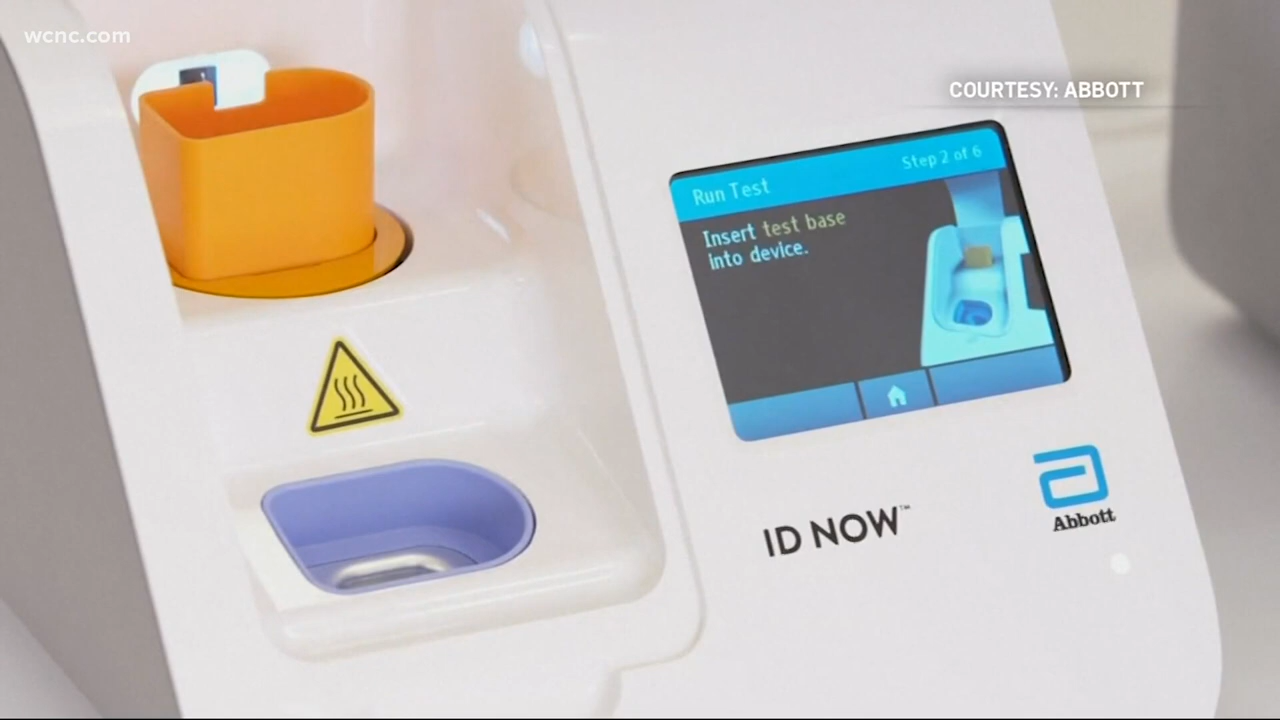 wcnc.com
COURTESY: ABBOTT
Run Test
Step 2 of 6
Insert test base
into device.
ID NOW™
Abbott